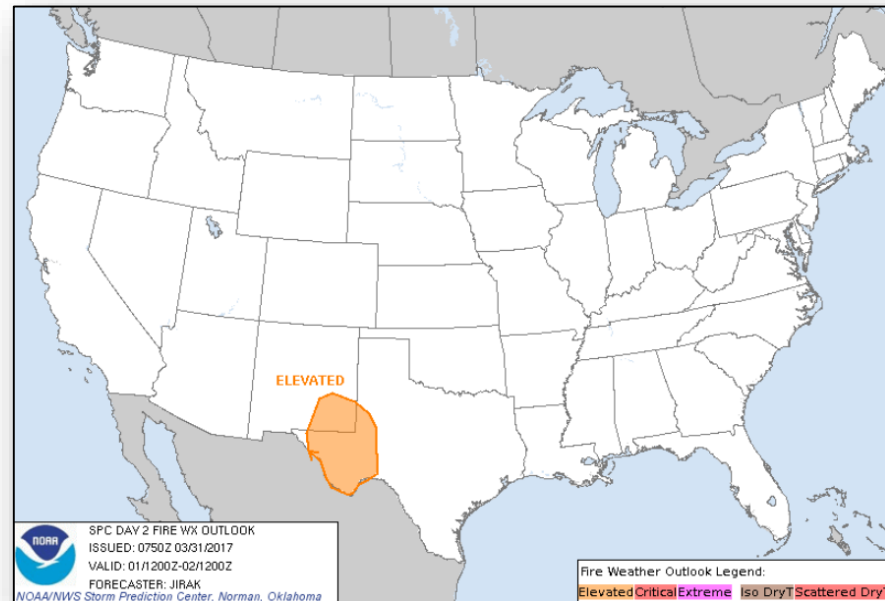 ELEVATED
NOAA
SPC DAY 2 FIRE WX OUTLOOK
ISSUED: 0750Z 03/31/2017
VALID: 01/1200Z-02/1200Z
FORECASTER: JIRAK
NOAA/NWS Storm Prediction Center, Norman, Oklahoma
Fire Weather Outlook Legend:
Elevated Critical Extreme Iso DryT Scattered DryT